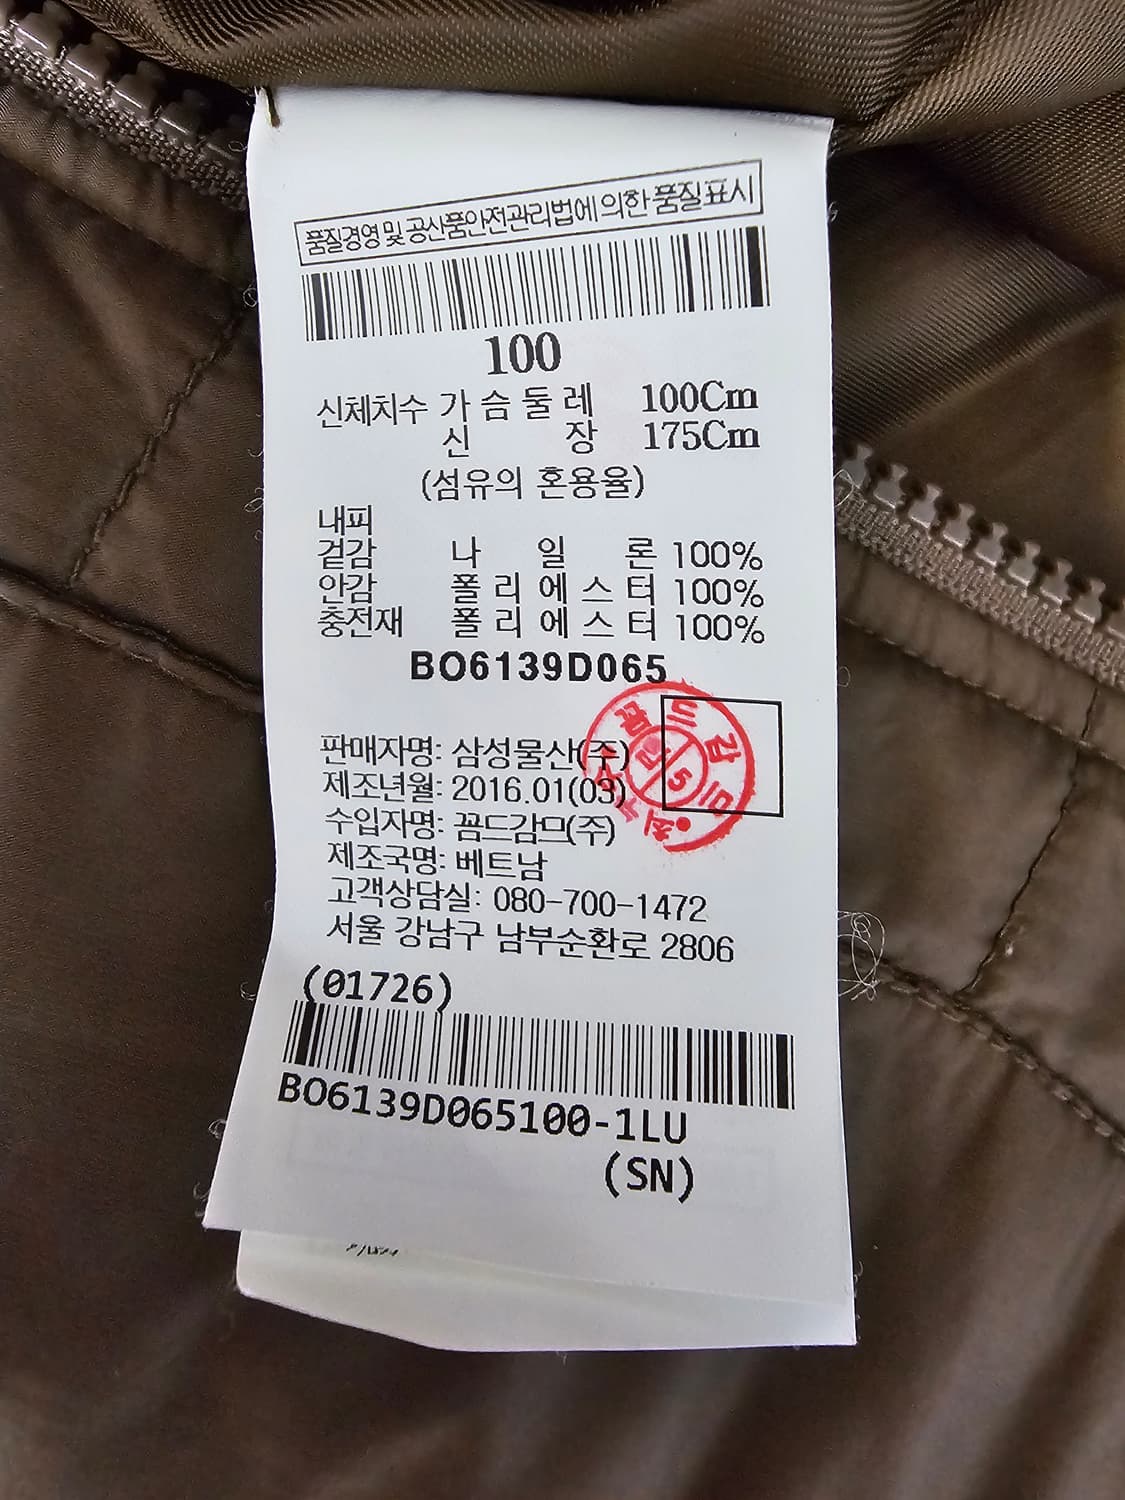 품질경영 및 공산품안전관리법에 의한 품질표시
100
신체치수 가슴둘레 100Cm
신 장 175Cm
(섬유의 혼용율)
내피
겉감 나 일 론 100%
안감 폴리에스터 100%
충전재 폴리에스터 100%
BO6139D065
판매자명: 삼성물산(주)
제조년월: 2016.01(03)
수입자명: 꼼드감므(주)
제조국명: 베트남
고객상담실: 080-700-1472
서울 강남구 남부순환로 2806
(01726)
BO6139D065100-1LU
(SN)
꼼드감므
5